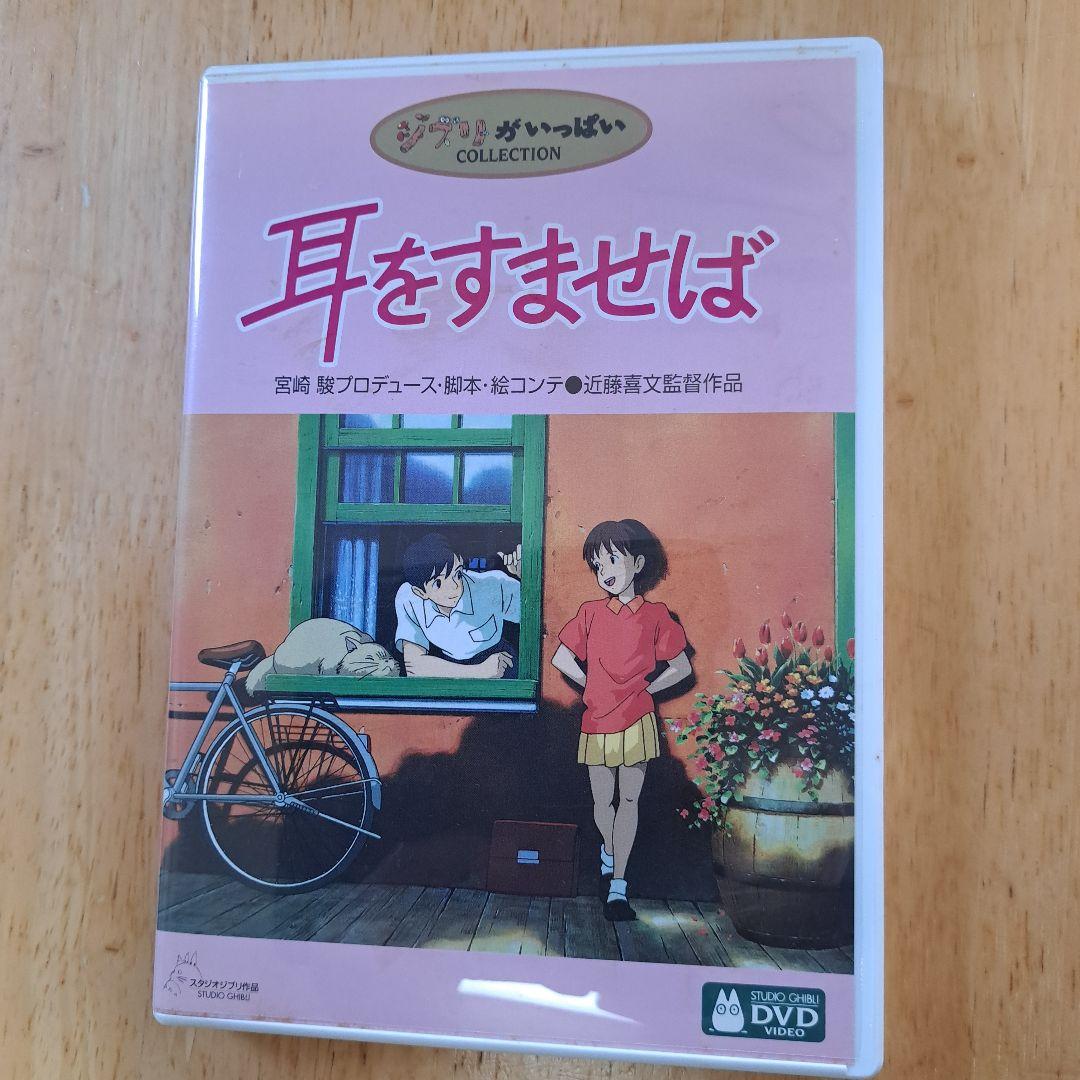 ジブリがいっぱい
COLLECTION
耳をすませば
宮崎 駿プロデュース・脚本・絵コンテ●近藤喜文監督作品
スタジオジブリ作品
STUDIO GHIBLI
STUDIO GHIBLI
DVD
VIDEO